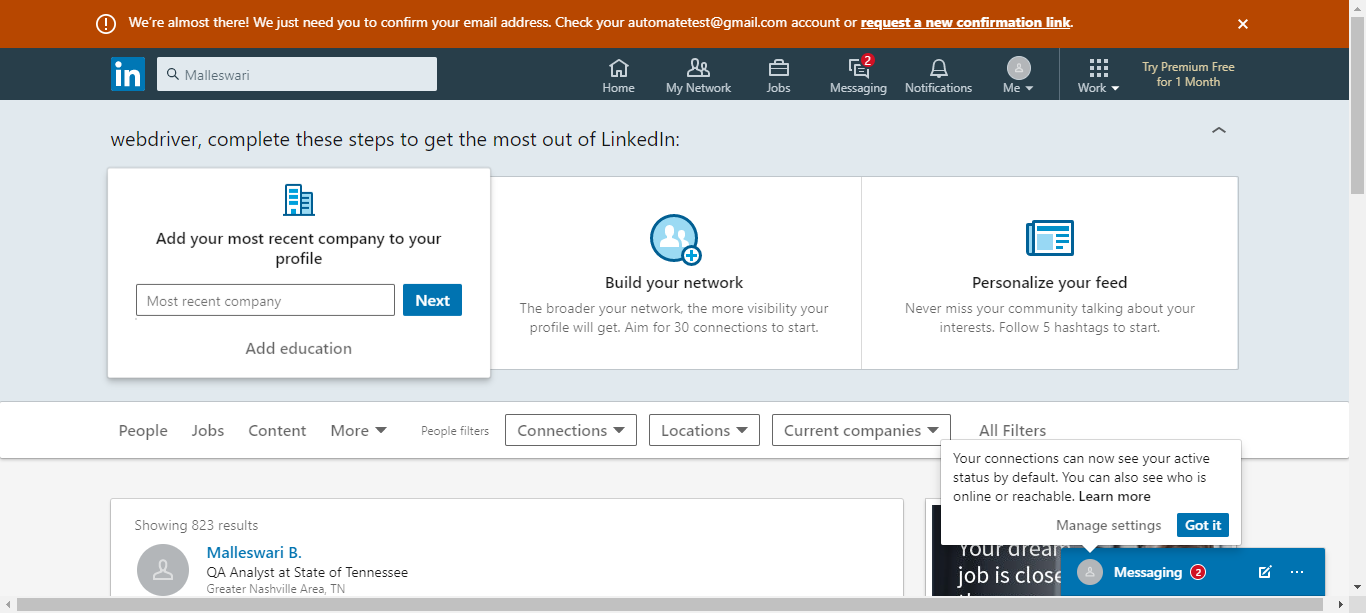 We're almost there! We just need you to confirm your email address. Check your automatetest@gmail.com account or request a new confirmation link.
in
Malleswari
Home
My Network
Jobs
2
Messaging
Notifications
Me
Work
Try Premium Free
for 1 Month
webdriver, complete these steps to get the most out of LinkedIn:
Add your most recent company to your
profile
Most recent company
Next
Add education
Build your network
The broader your network, the more visibility your
profile will get. Aim for 30 connections to start.
Personalize your feed
Never miss your community talking about your
interests. Follow 5 hashtags to start.
People
Jobs
Content
More
People filters
Connections
Locations
Current companies
All Filters
Your connections can now see your active
status by default. You can also see who is
online or reachable. Learn more
Manage settings
Got it
Showing 823 results
Malleswari B.
QA Analyst at State of Tennessee
Greater Nashville Area, TN
Your dream
job is close
Messaging 2